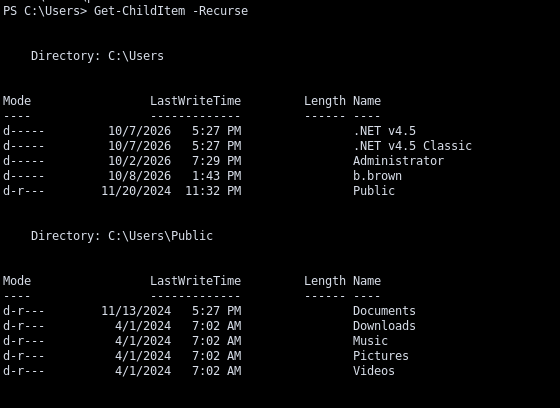 PS C:\Users> Get-ChildItem -Recurse
Directory: C:\Users
Mode LastWriteTime Length Name
---- ------------- ------ ----
d----- 10/7/2026 5:27 PM .NET v4.5
d----- 10/7/2026 5:27 PM .NET v4.5 Classic
d----- 10/2/2026 7:29 PM Administrator
d----- 10/8/2026 1:43 PM b.brown
d-r--- 11/20/2024 11:32 PM Public
Directory: C:\Users\Public
Mode LastWriteTime Length Name
---- ------------- ------ ----
d-r--- 11/13/2024 5:27 PM Documents
d-r--- 4/1/2024 7:02 AM Downloads
d-r--- 4/1/2024 7:02 AM Music
d-r--- 4/1/2024 7:02 AM Pictures
d-r--- 4/1/2024 7:02 AM Videos